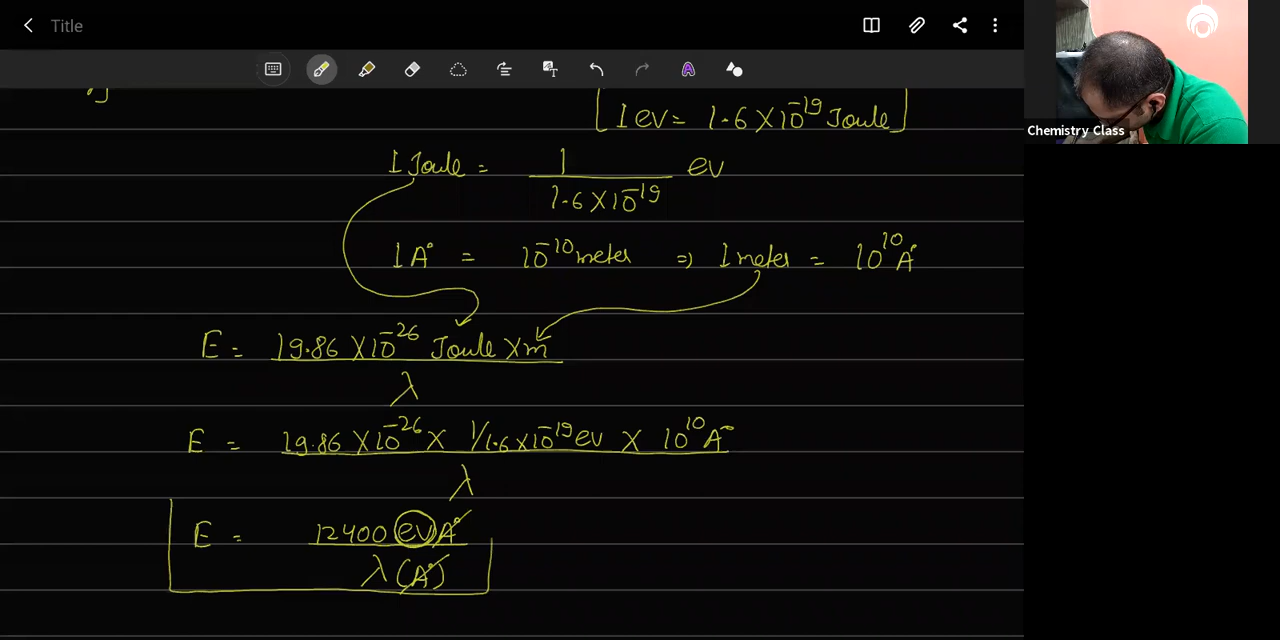 Title
[1 ev = 1.6 X 10⁻¹⁹ Joule]
1 Joule = 1 / 1.6 X 10⁻¹⁹ ev
1 A° = 10⁻¹⁰ meter ⇒ 1 meter = 10¹⁰ A°
E = 19.86 X 10⁻²⁶ Joule X m / λ
E = 19.86 X 10⁻²⁶ X 1/1.6 X 10⁻¹⁹ ev X 10¹⁰ A° / λ
E = 12400 ev A° / λ (A°)
Chemistry Class